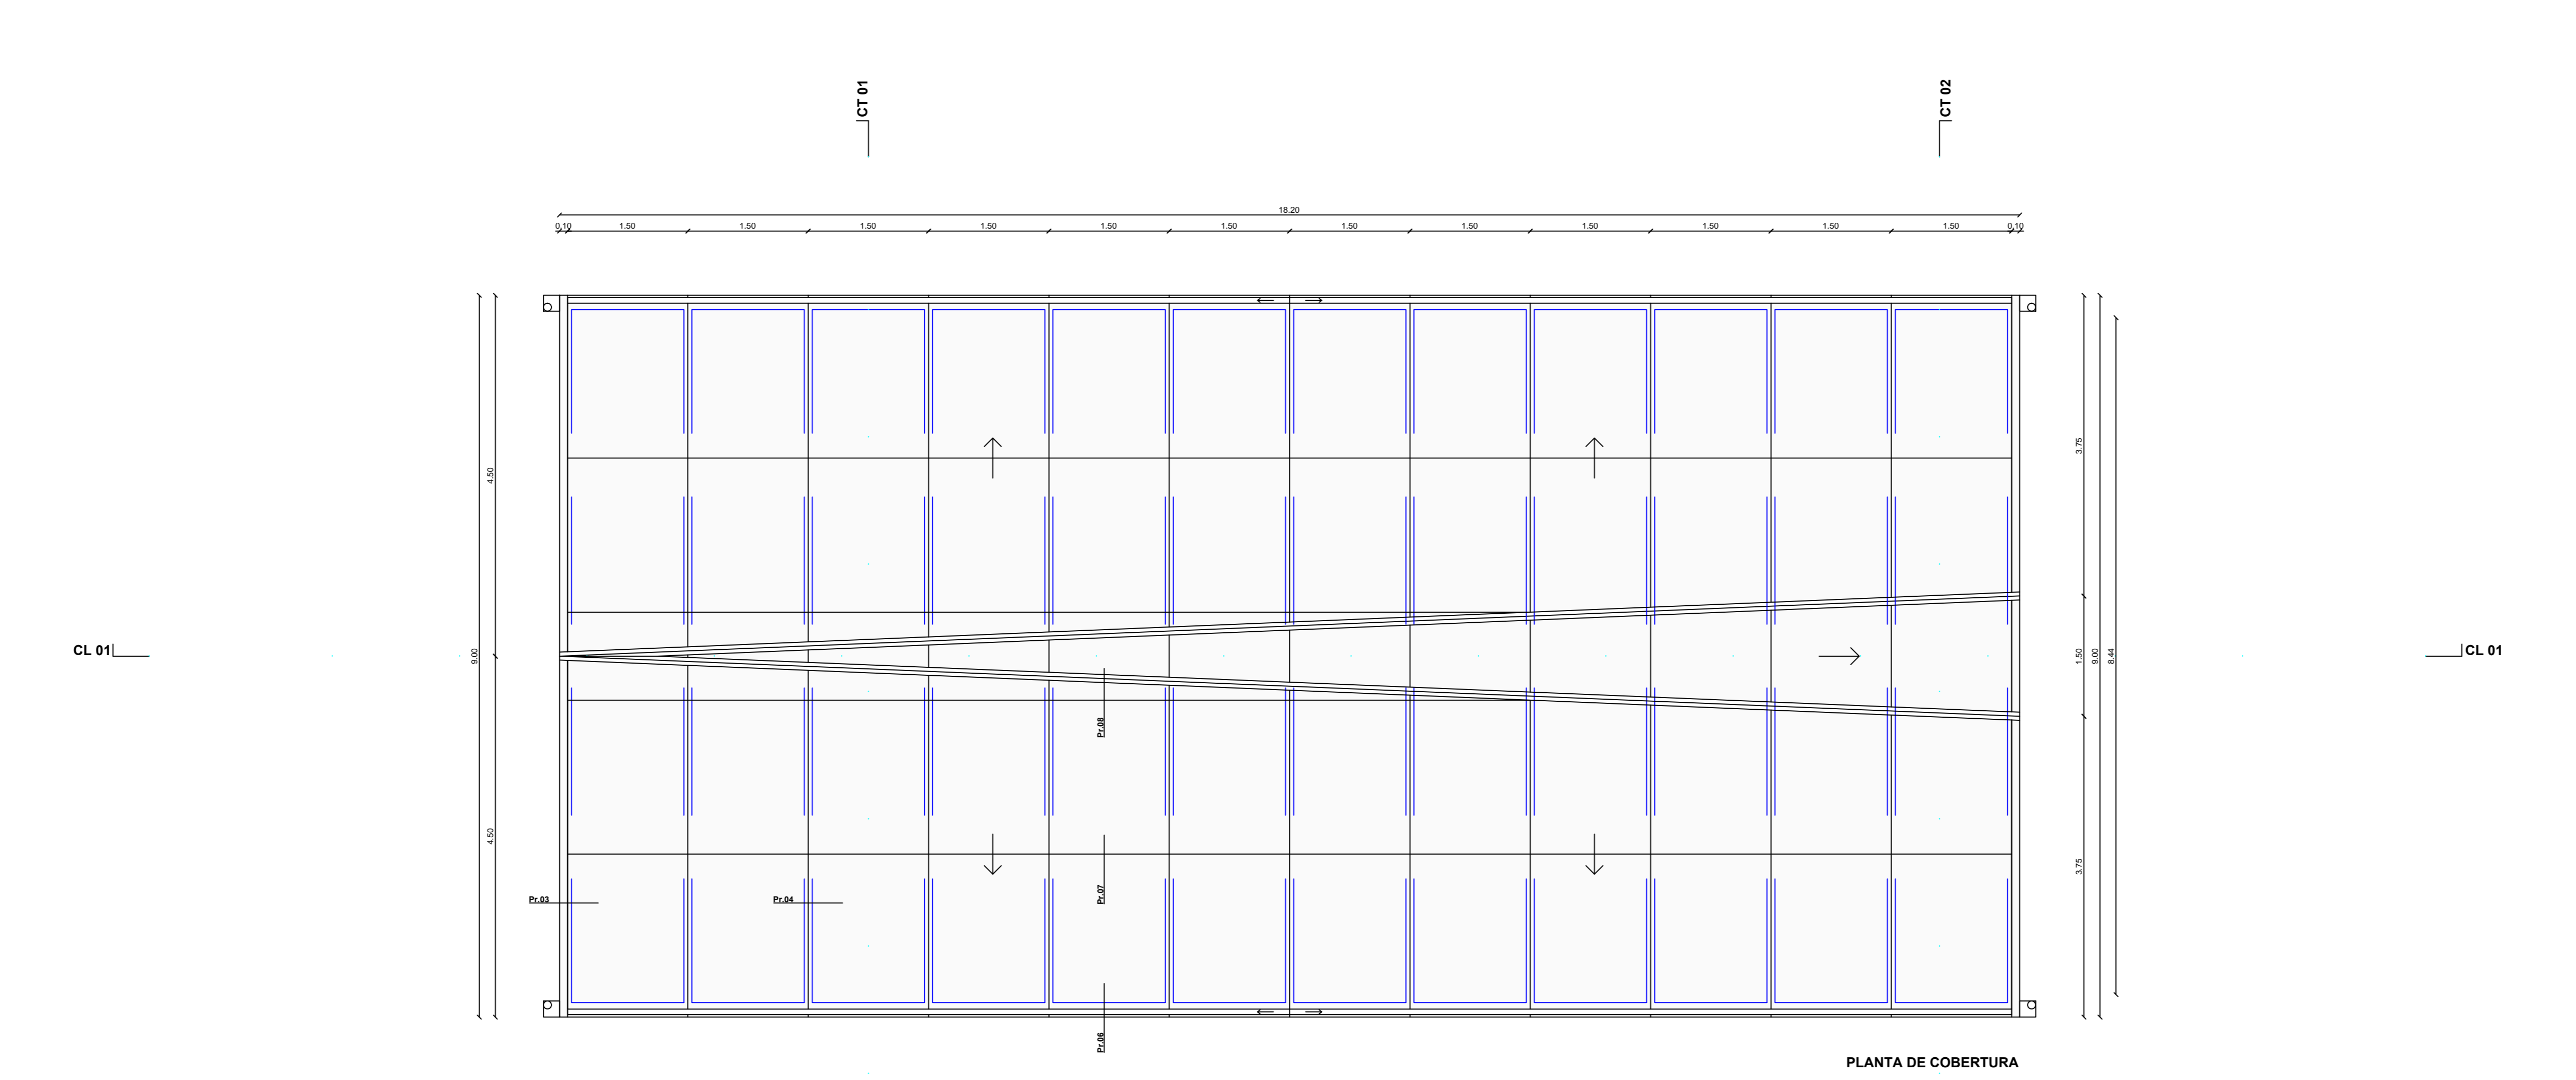 CT 01
CT 02
18.20
0,10 1.50 1.50 1.50 1.50 1.50 1.50 1.50 1.50 1.50 1.50 1.50 1.50 0,10
4.50
9.00
4.50
3.75
1.50
9.00
8.44
3.75
CL 01
CL 01
Pr.08
Pr.07
Pr.03
Pr.04
Pr.06
PLANTA DE COBERTURA